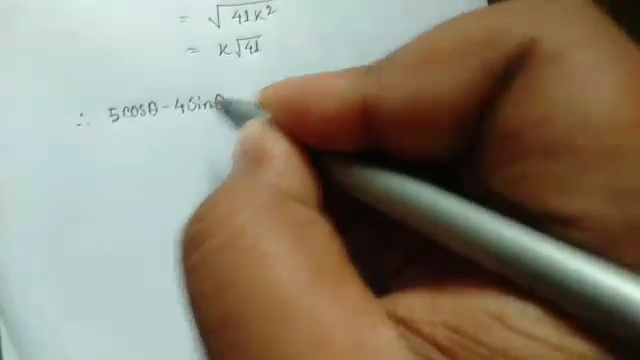 = √41k²
= k√41
∴ 5cosθ - 4sinθ